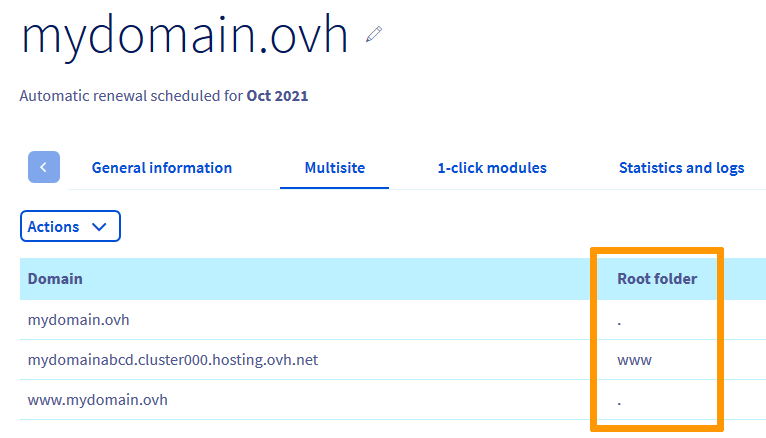 mydomain.ovh
Automatic renewal scheduled for Oct 2021
General information Multisite 1-click modules Statistics and logs
Actions
Domain Root folder
mydomain.ovh .
mydomainabcd.cluster000.hosting.ovh.net www
www.mydomain.ovh .